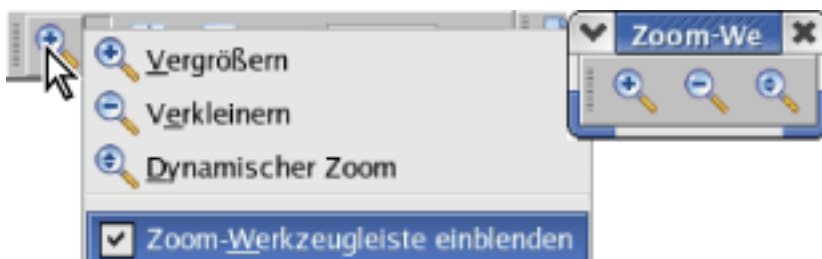 Vergrößern
Verkleinern
Dynamischer Zoom
Zoom-Werkzeugleiste einblenden
Zoom-We